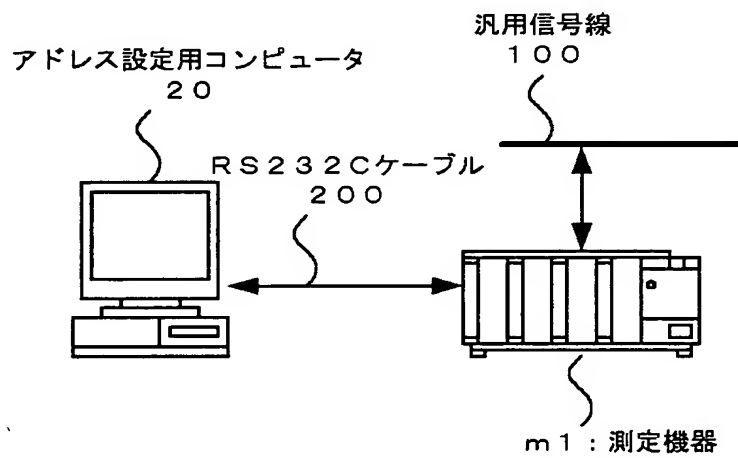 汎用信号線
１００
アドレス設定用コンピュータ
２０
ＲＳ２３２Ｃケーブル
２００
ｍ１：測定機器